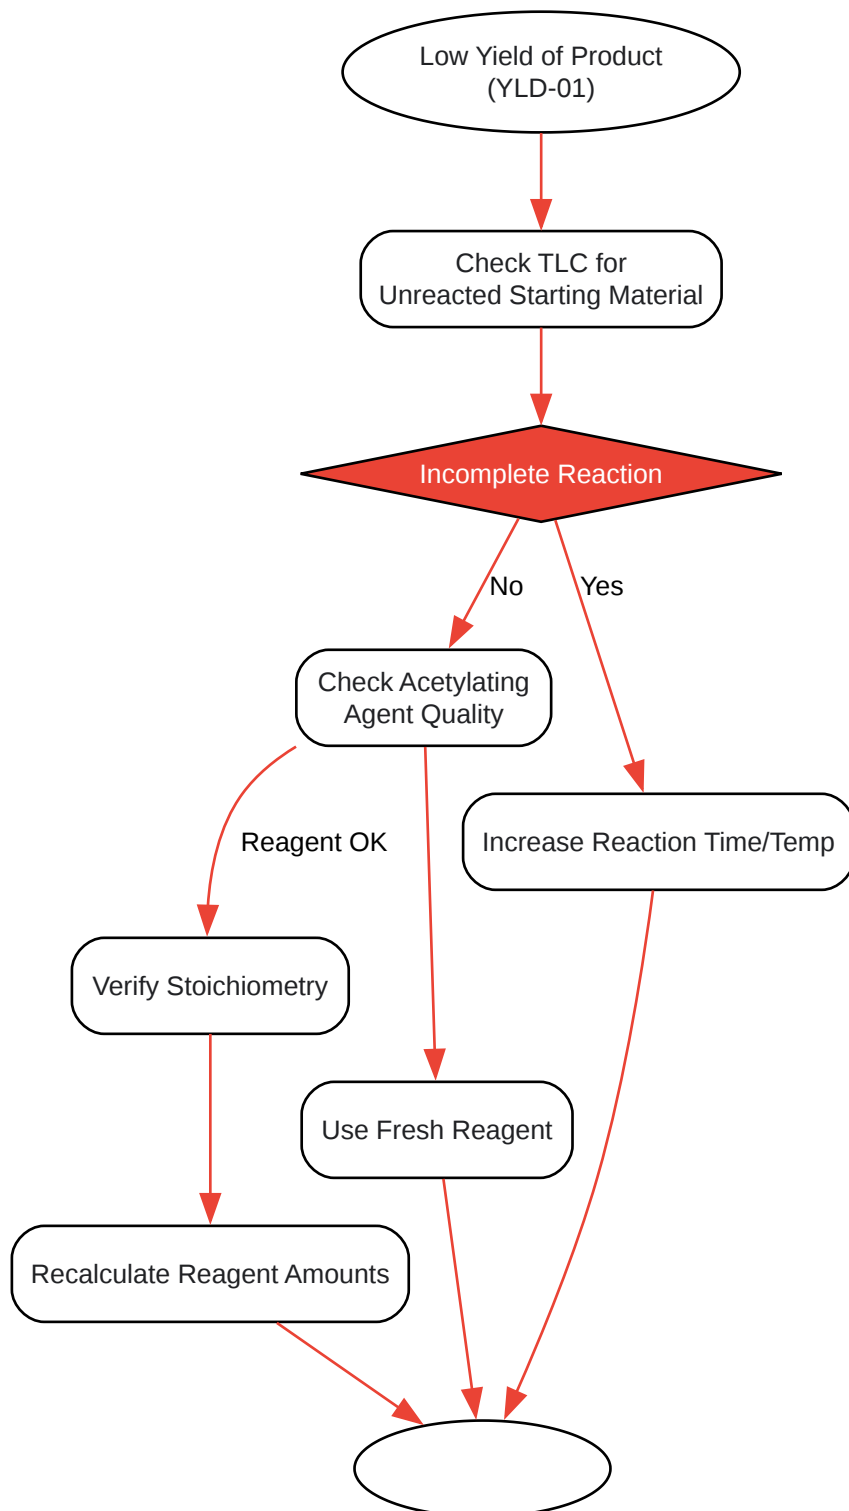 Low Yield of Product
(YLD-01)
Check TLC for
Unreacted Starting Material
Incomplete Reaction
No
Yes
Check Acetylating
Agent Quality
Increase Reaction Time/Temp
Reagent OK
Verify Stoichiometry
Use Fresh Reagent
Recalculate Reagent Amounts